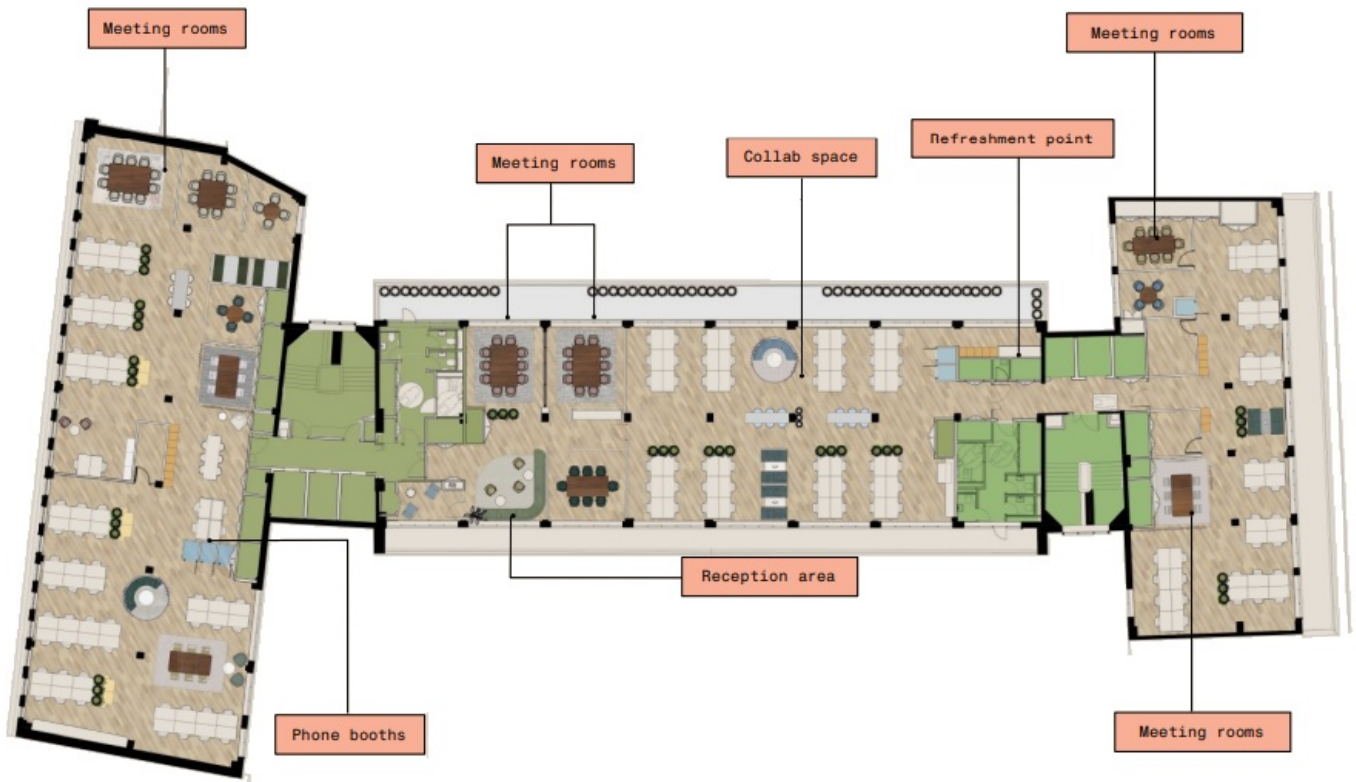 Meeting rooms
Meeting rooms
Refreshment point
Collab space
Meeting rooms
Reception area
Phone booths
Meeting rooms